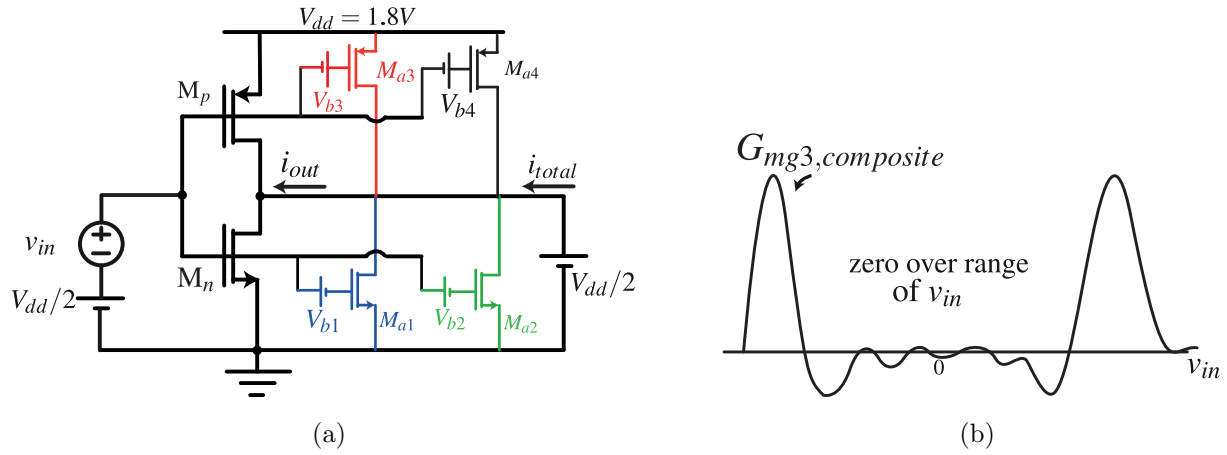 V_dd = 1.8V
M_p
M_a3
M_a4
V_b3
V_b4
i_out
i_total
v_in
+
−
M_n
V_dd/2
V_b1
M_a1
V_b2
M_a2
V_dd/2
(a)
G_mg3,composite
zero over range
of v_in
0
v_in
(b)